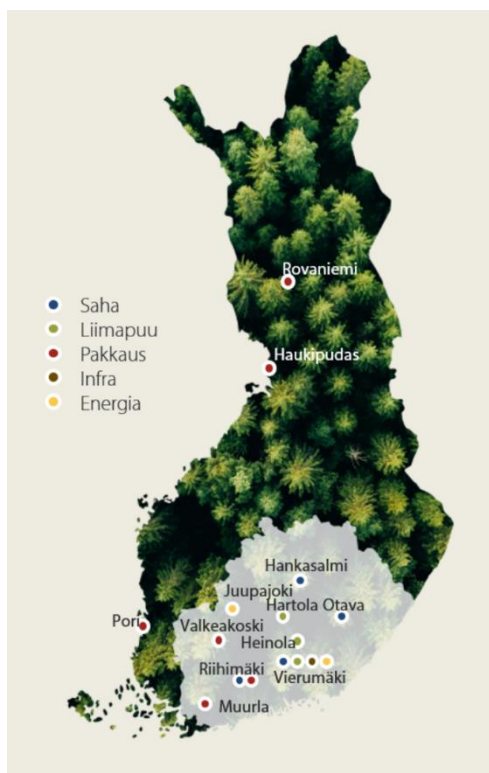 Rovaniemi
Saha
Liimapuu
Pakkaus
Infra
Energia
Haukipudas
Hankasalmi
Juupajoki
Hartola Otava
Pori
Valkeakoski
Heinola
Riihimäki
Vierumäki
Muurla